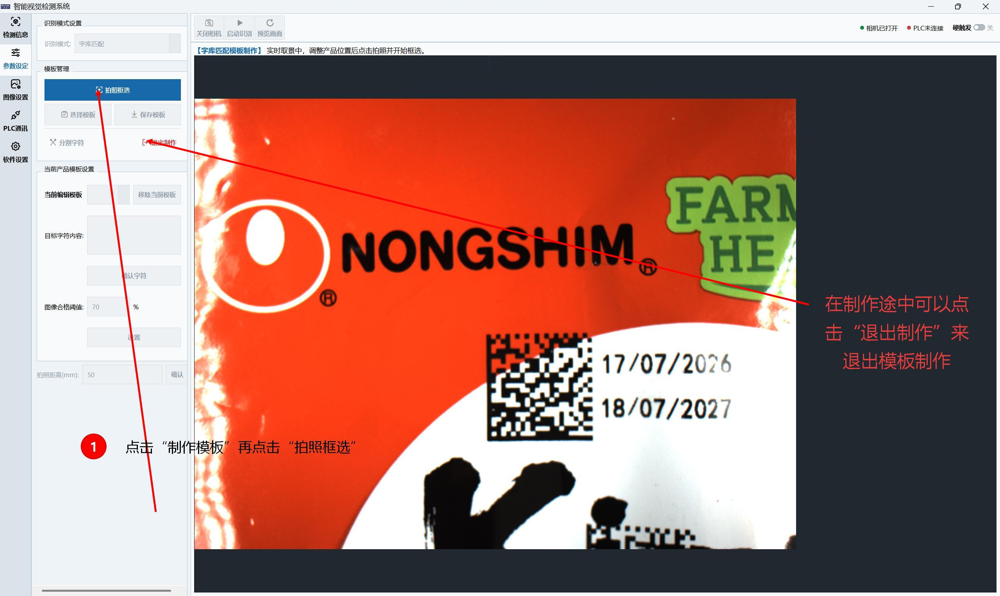 智能视觉检测系统
检测信息
参数设定
图像设置
PLC通讯
软件设置
识别模式设置
识别模式: 字库匹配
模板管理
拍照框选
选择模板 保存模板
分割字符 退出制作
当前产品模板设置
当前编辑模板 移除当前模板
目标字符内容:
确认字符
图像合格阈值: 70 %
设置
拍照距离(mm): 50 确认
1 点击“制作模板”再点击“拍照框选”
关闭相机 启动识别 预览画面
相机已打开 PLC未连接 硬触发 关
【字库匹配模板制作】 实时取景中，调整产品位置后点击拍照并开始框选。
NONGSHIM®
®
FARM
HE
17/07/2026
18/07/2027
在制作途中可以点
击“退出制作”来
退出模板制作